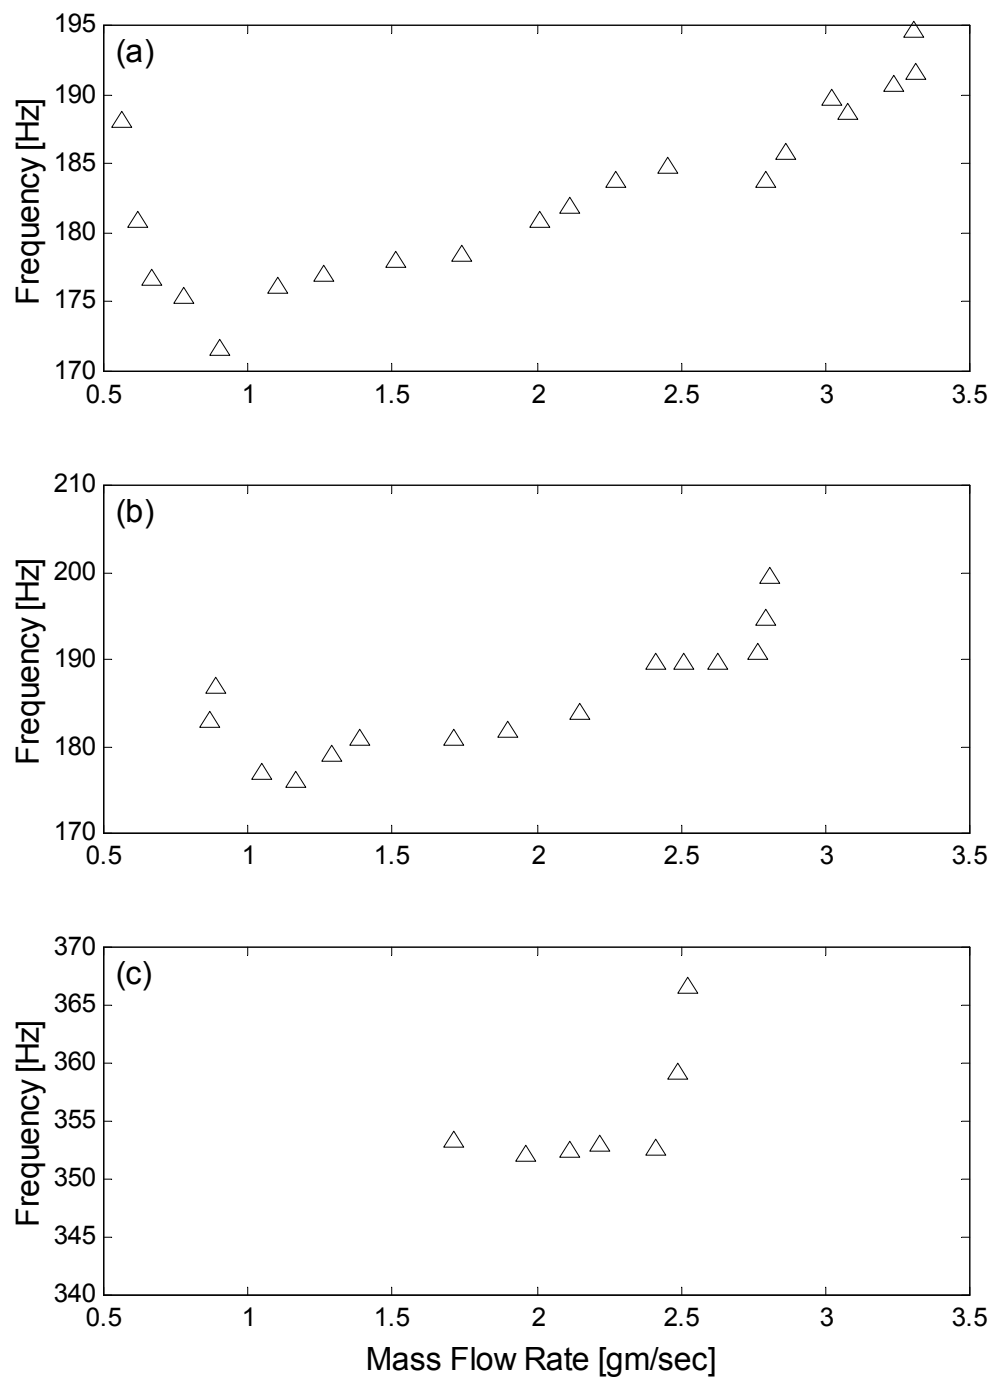 (a)
Frequency [Hz]
195
190
185
180
175
170
0.5 1 1.5 2 2.5 3 3.5
(b)
Frequency [Hz]
210
200
190
180
170
0.5 1 1.5 2 2.5 3 3.5
(c)
Frequency [Hz]
370
365
360
355
350
345
340
0.5 1 1.5 2 2.5 3 3.5
Mass Flow Rate [gm/sec]